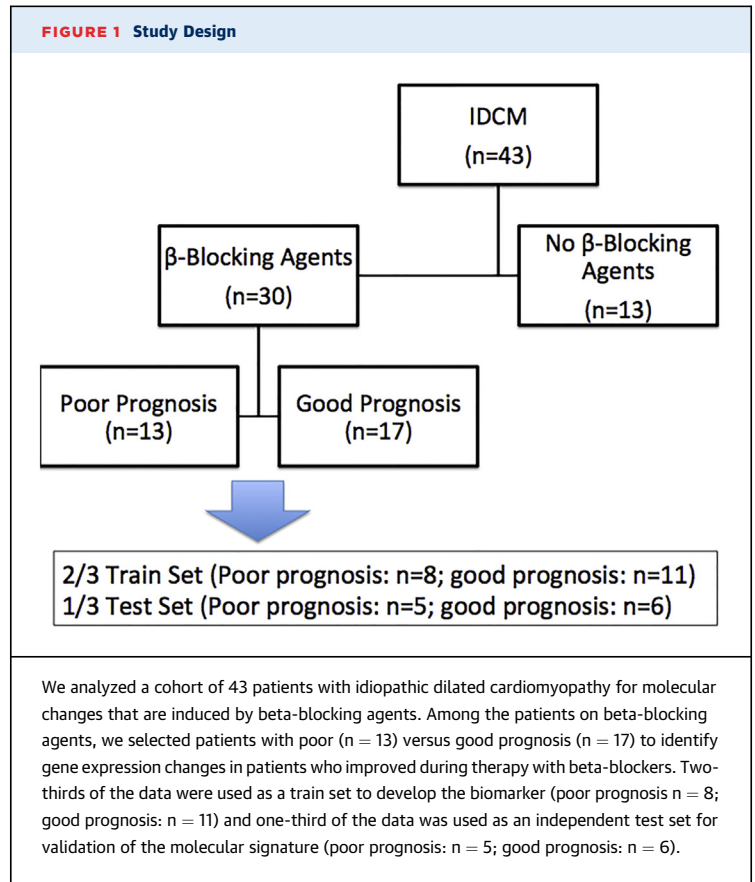 FIGURE 1 Study Design
IDCM
(n=43)
β-Blocking Agents
(n=30)
No β-Blocking
Agents
(n=13)
Poor Prognosis
(n=13)
Good Prognosis
(n=17)
2/3 Train Set (Poor prognosis: n=8; good prognosis: n=11)
1/3 Test Set (Poor prognosis: n=5; good prognosis: n=6)
We analyzed a cohort of 43 patients with idiopathic dilated cardiomyopathy for molecular
changes that are induced by beta-blocking agents. Among the patients on beta-blocking
agents, we selected patients with poor (n = 13) versus good prognosis (n = 17) to identify
gene expression changes in patients who improved during therapy with beta-blockers. Two-
thirds of the data were used as a train set to develop the biomarker (poor prognosis n = 8;
good prognosis: n = 11) and one-third of the data was used as an independent test set for
validation of the molecular signature (poor prognosis: n = 5; good prognosis: n = 6).